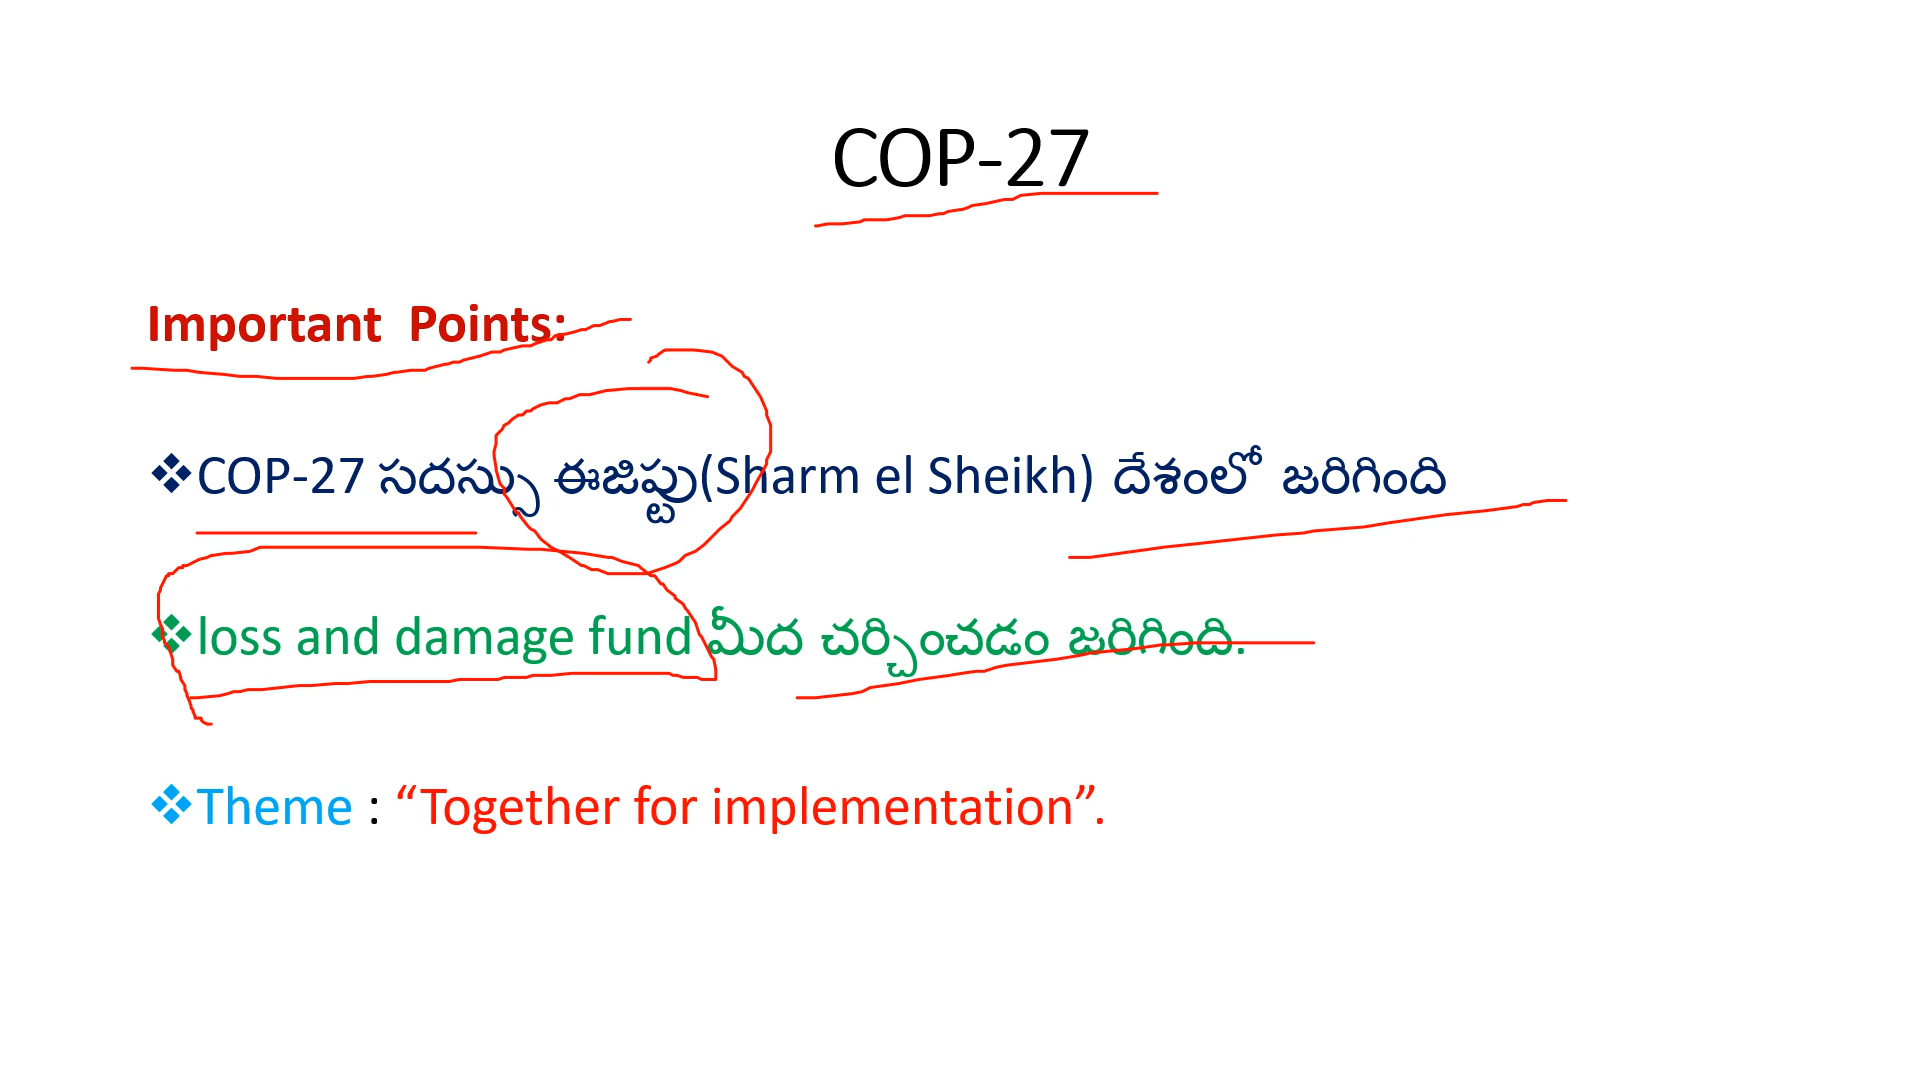 COP-27
Important Points:
❖COP-27 సదస్సు ఈజిప్టు(Sharm el Sheikh) దేశంలో జరిగింది
❖loss and damage fund మీద చర్చించడం జరిగింది.
❖Theme : “Together for implementation”.